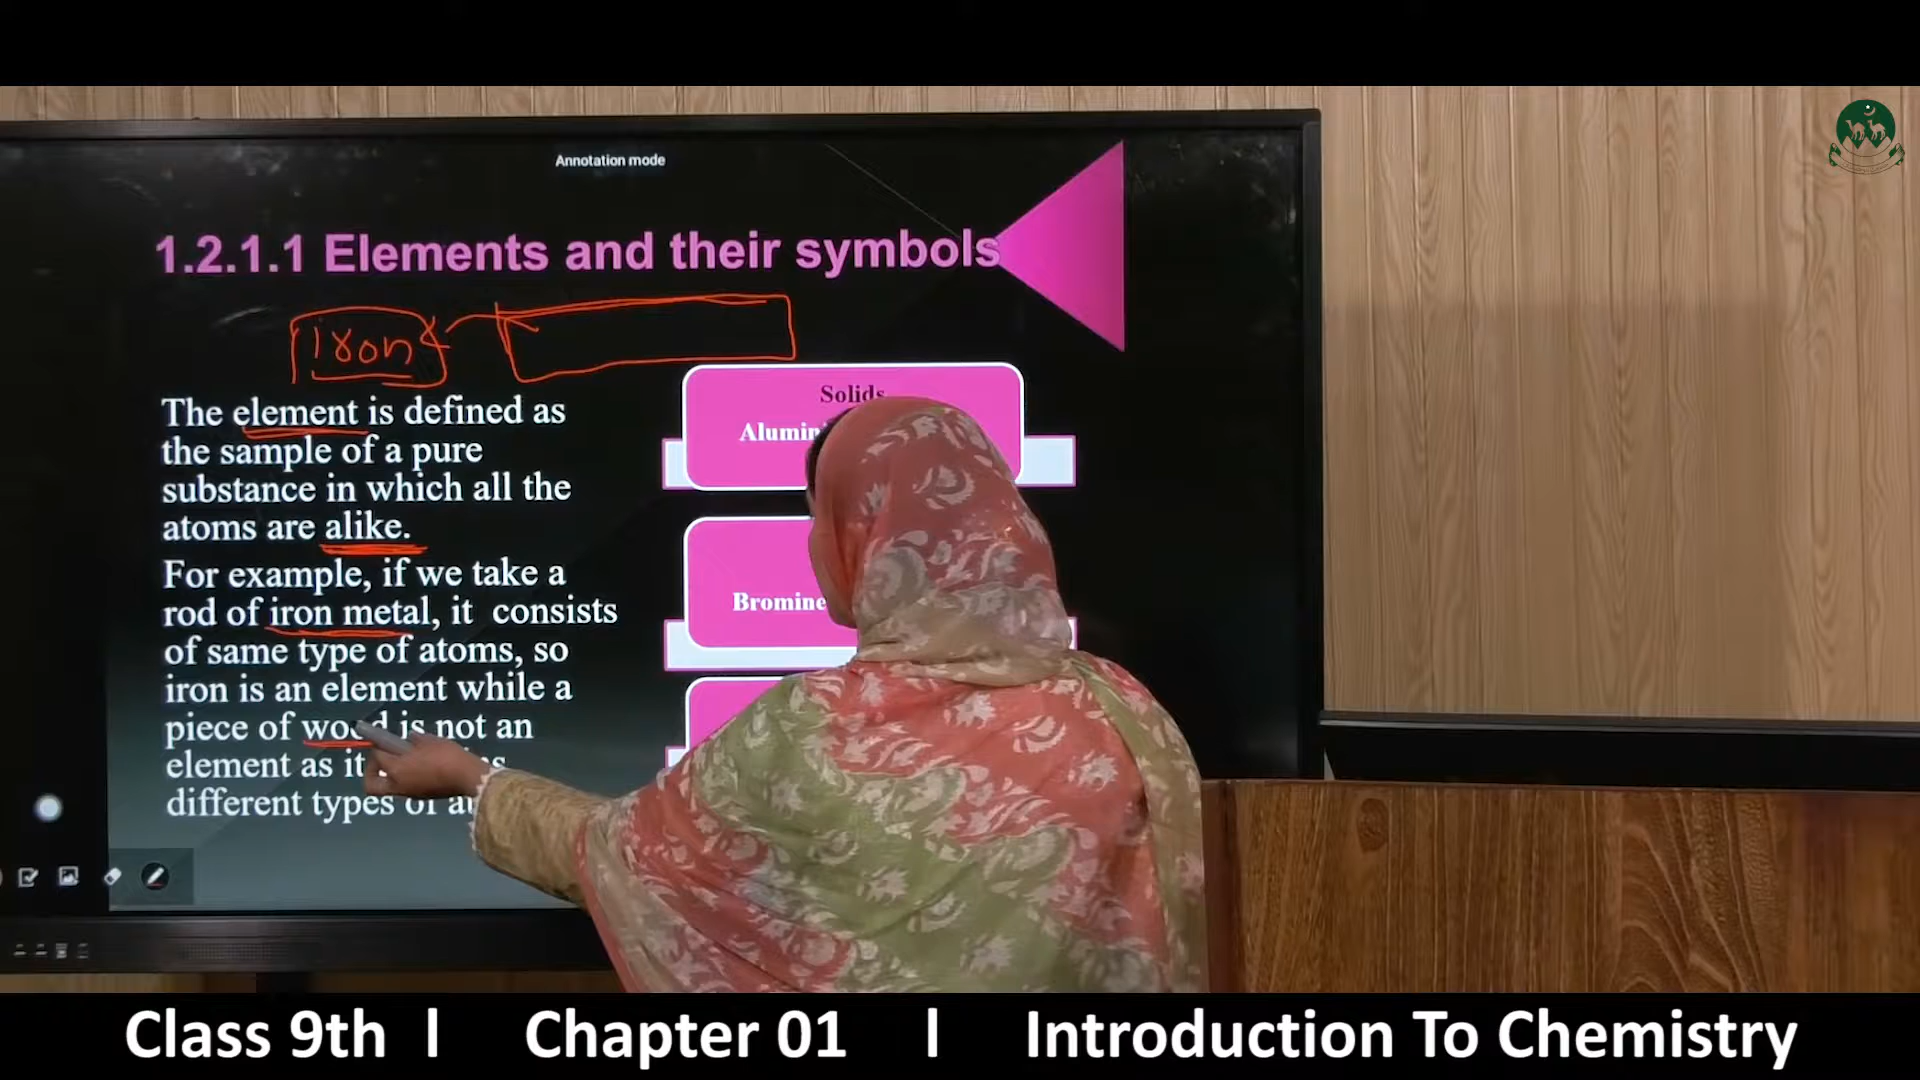 Annotation mode
1.2.1.1 Elements and their symbols
iron
The element is defined as
the sample of a pure
substance in which all the
atoms are alike.
For example, if we take a
rod of iron metal, it consists
of same type of atoms, so
iron is an element while a
piece of wood is not an
element as it
different types of
Solids
Bromine
Class 9th l Chapter 01 l Introduction To Chemistry